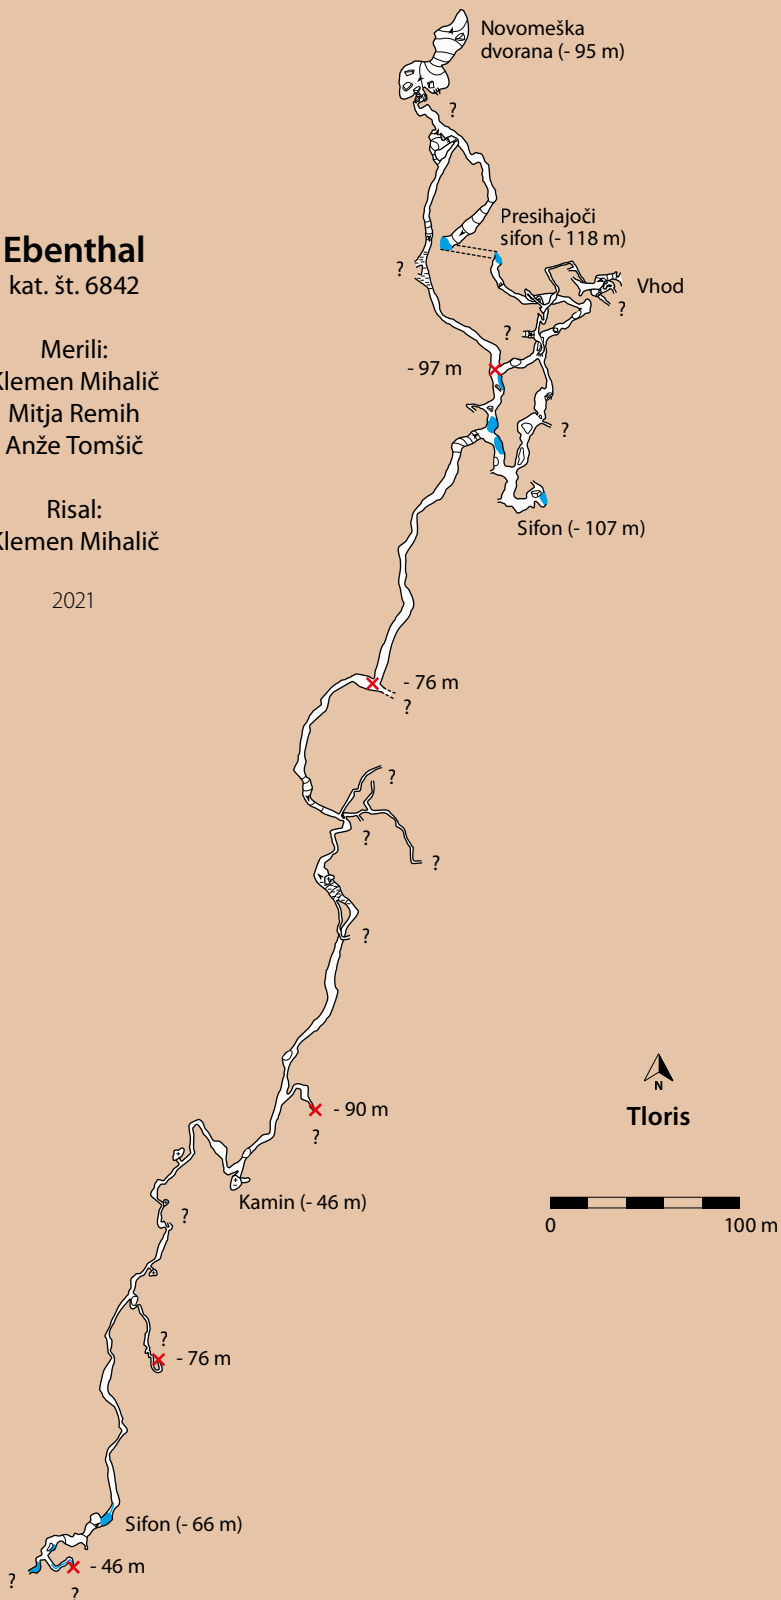 Novomeška
dvorana (- 95 m)
?
Presihajoči
sifon (- 118 m)
Ebenthal
kat. št. 6842
?
Vhod
?
?
Merili:
Klemen Mihalič
Mitja Remih
Anže Tomšič
- 97 m
?
Risal:
Klemen Mihalič
Sifon (- 107 m)
2021
- 76 m
?
?
?
?
?
- 90 m
?
N
Tloris
Kamin (- 46 m)
?
0
100 m
?
- 76 m
Sifon (- 66 m)
- 46 m
?
?